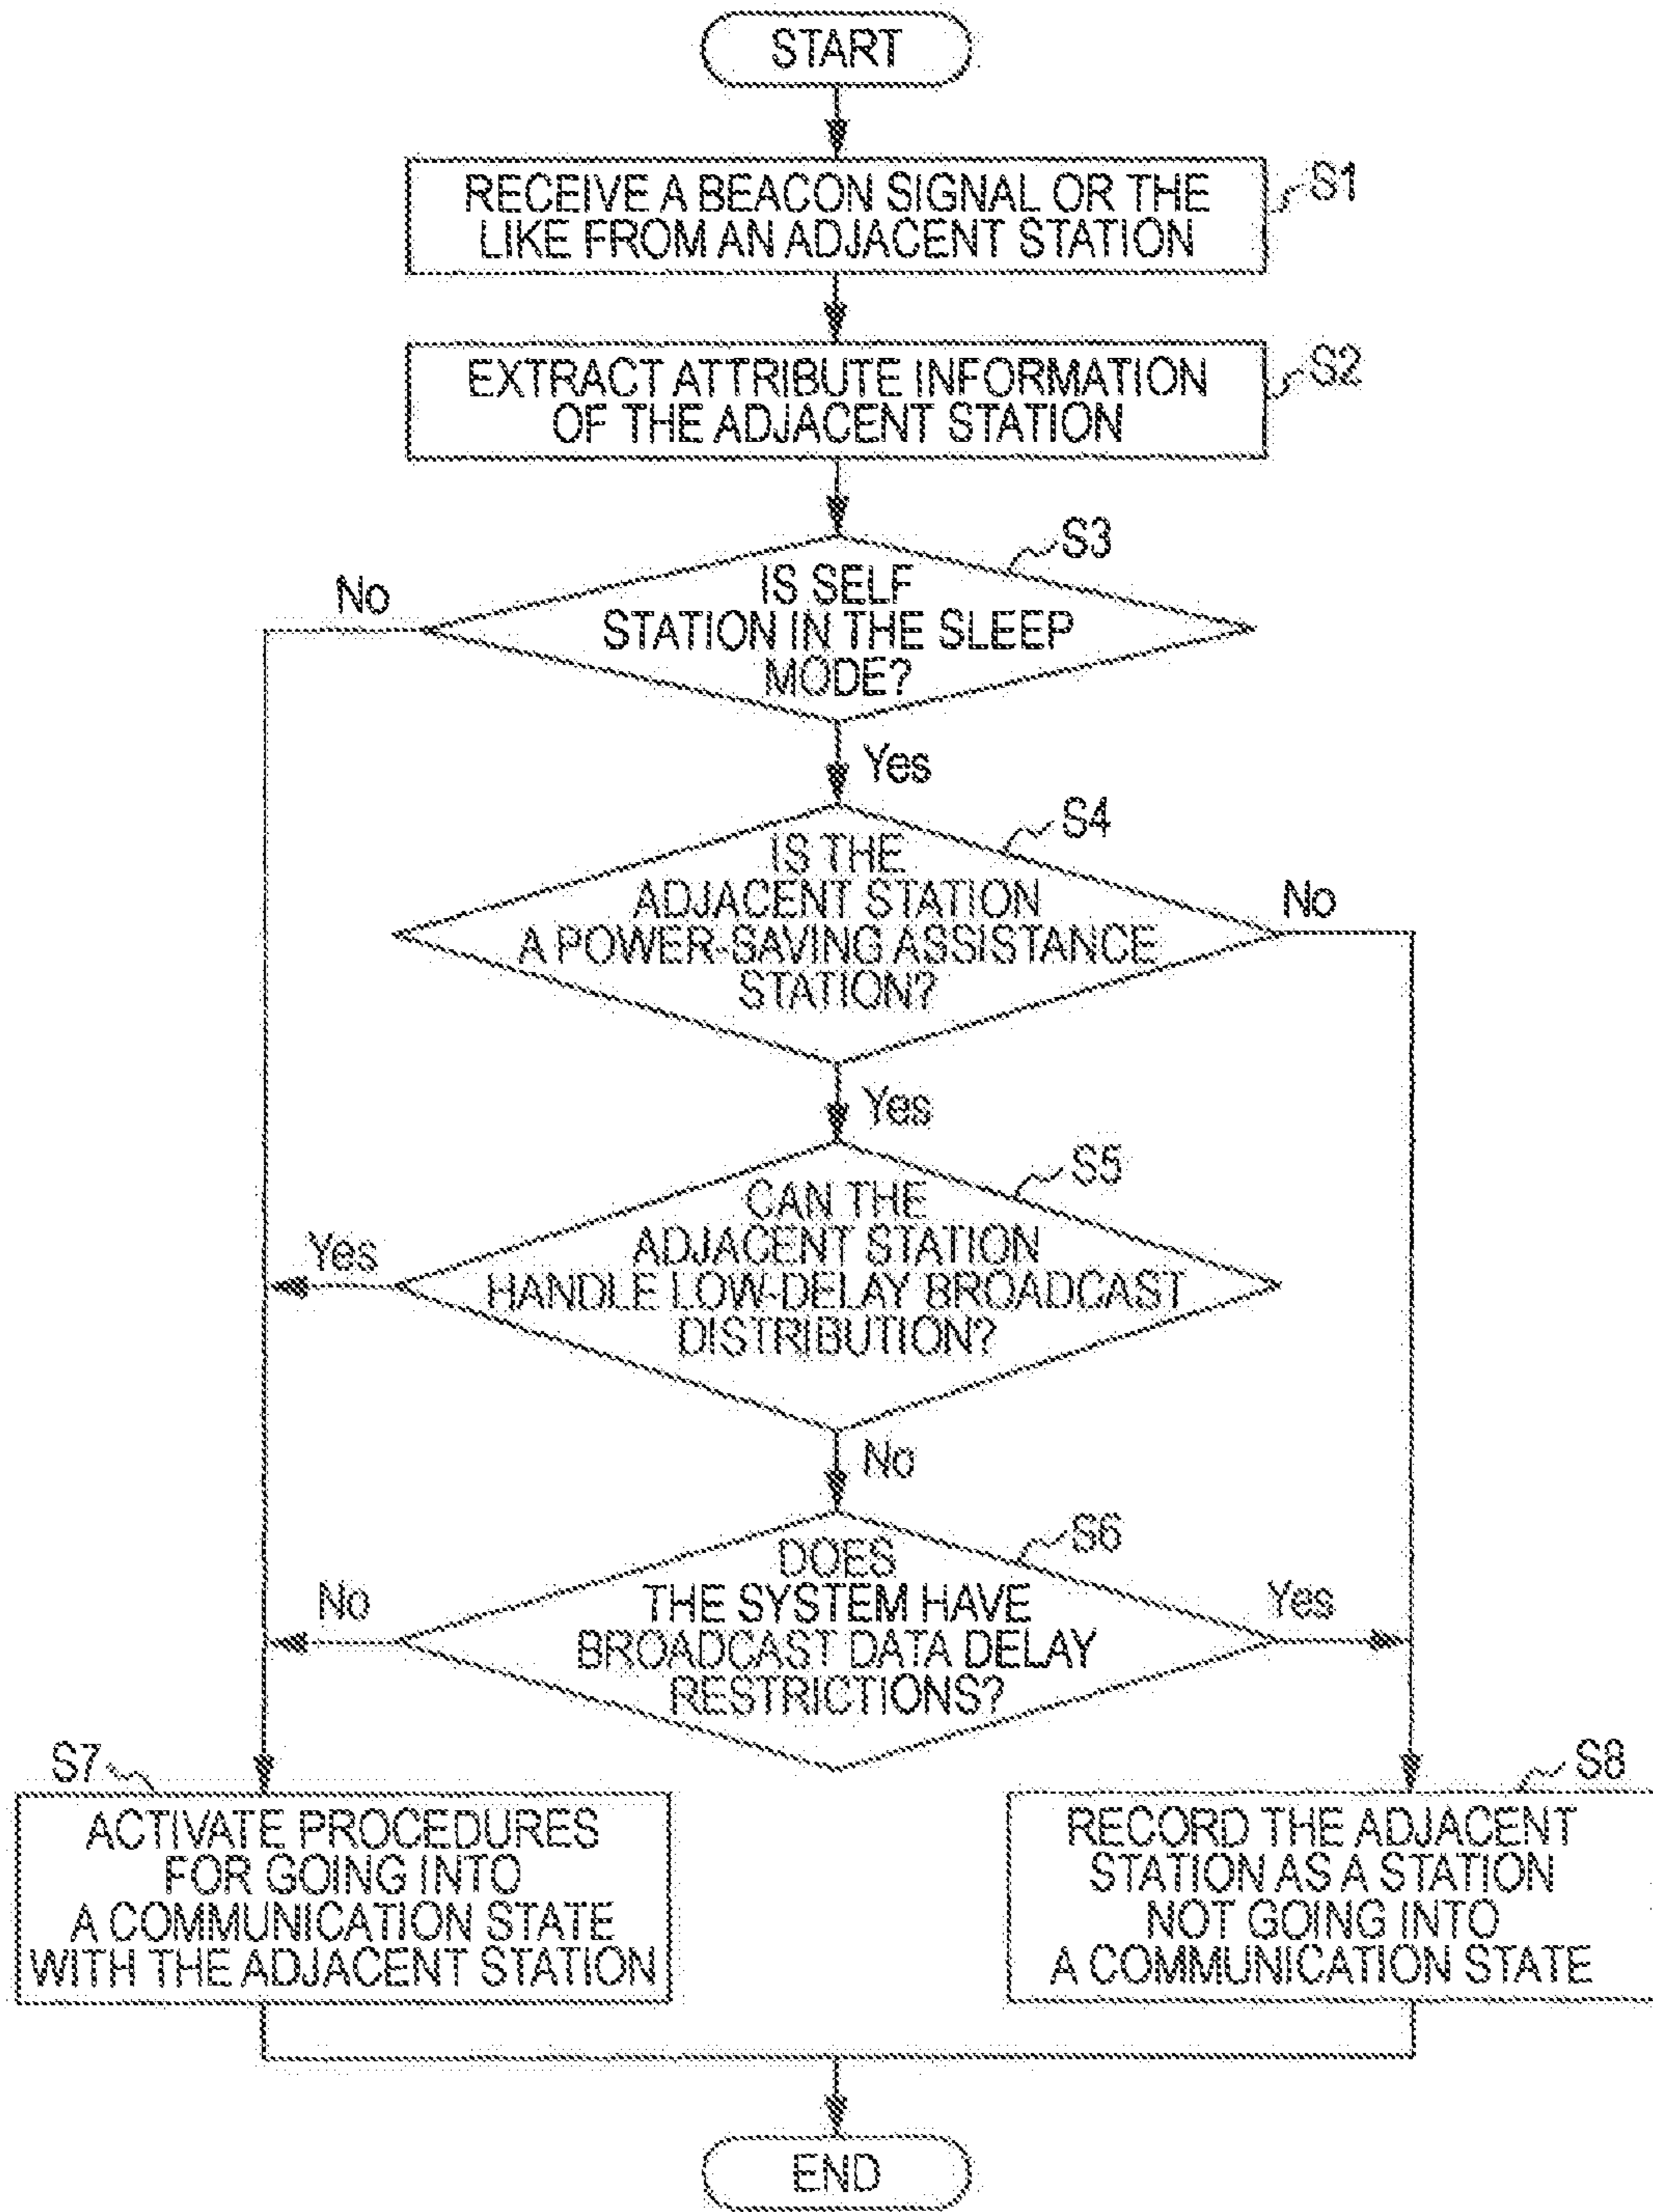 START
RECEIVE A BEACON SIGNAL OR THE
LIKE FROM AN ADJACENT STATION
S1
EXTRACT ATTRIBUTE INFORMATION
OF THE ADJACENT STATION
S2
S3
IS SELF
STATION IN THE SLEEP
MODE?
No
Yes
S4
IS THE
ADJACENT STATION
A POWER-SAVING ASSISTANCE
STATION?
No
Yes
S5
CAN THE
ADJACENT STATION
HANDLE LOW-DELAY BROADCAST
DISTRIBUTION?
Yes
No
S6
DOES
THE SYSTEM HAVE
BROADCAST DATA DELAY
RESTRICTIONS?
No
Yes
S7
ACTIVATE PROCEDURES
FOR GOING INTO
A COMMUNICATION STATE
WITH THE ADJACENT STATION
S8
RECORD THE ADJACENT
STATION AS A STATION
NOT GOING INTO
A COMMUNICATION STATE
END